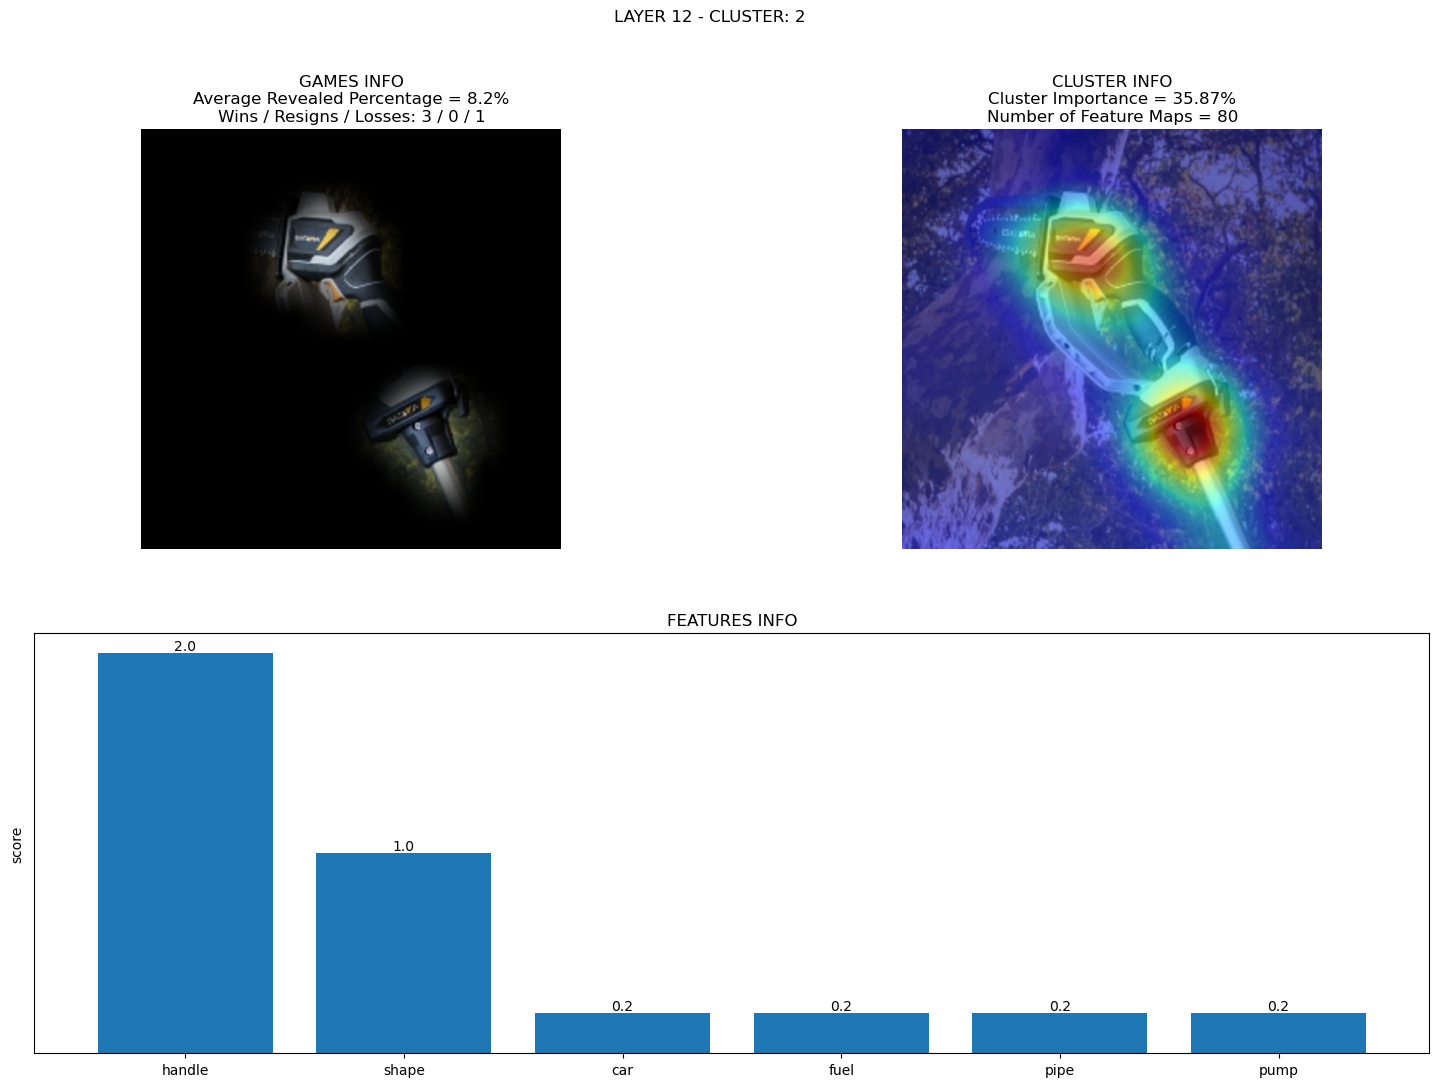 LAYER 12 - CLUSTER: 2
GAMES INFO
Average Revealed Percentage = 8.2%
Wins / Resigns / Losses: 3 / 0 / 1
CLUSTER INFO
Cluster Importance = 35.87%
Number of Feature Maps = 80
FEATURES INFO
score
2.0
1.0
0.2
0.2
0.2
0.2
handle
shape
car
fuel
pipe
pump